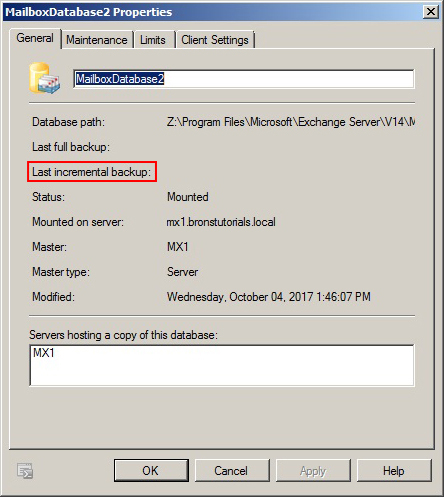 MailboxDatabase2 Properties
General Maintenance Limits Client Settings
MailboxDatabase2
Database path: Z:\Program Files\Microsoft\Exchange Server\V14\M
Last full backup:
Last incremental backup:
Status: Mounted
Mounted on server: mx1.bronstutorials.local
Master: MX1
Master type: Server
Modified: Wednesday, October 04, 2017 1:46:07 PM
Servers hosting a copy of this database:
MX1
OK Cancel Apply Help